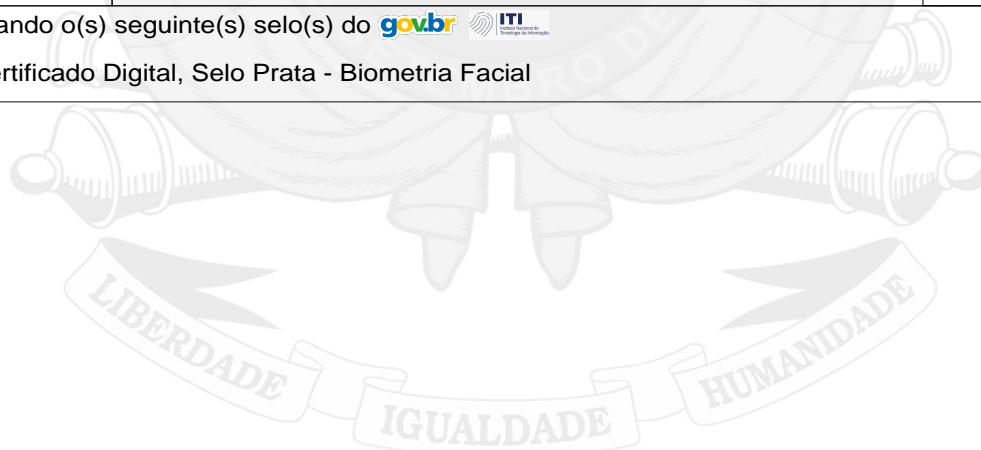 ando o(s) seguinte(s) selo(s) do gov.br ITI
ertificado Digital, Selo Prata - Biometria Facial
LIBERDADE
IGUALDADE
HUMANIDADE